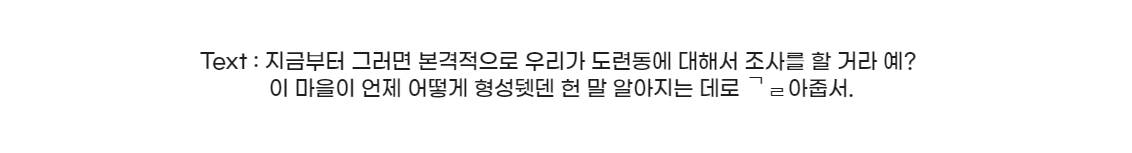 Text : 지금부터 그러면 본격적으로 우리가 도련동에 대해서 조사를 할 거라 예?
이 마을이 언제 어떻게 형성뒛덴 헌 말 알아지는 데로 ᄀᆞᆯ아줍서.